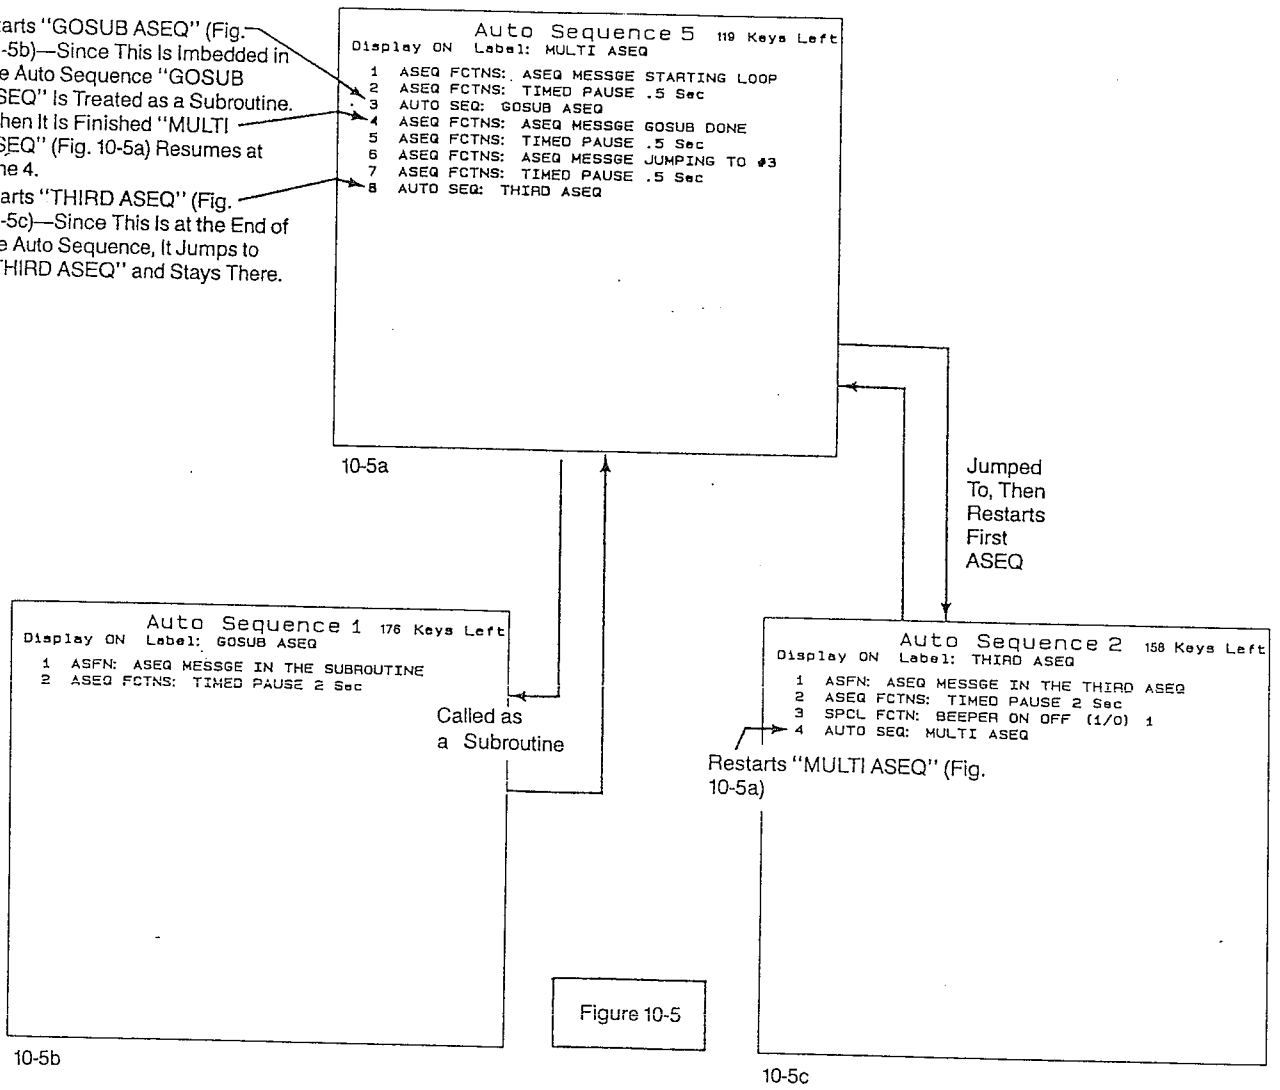 arts "GOSUB ASEQ" (Fig.
-5b)—Since This Is Imbedded in
e Auto Sequence "GOSUB
SEQ" Is Treated as a Subroutine.
hen It Is Finished "MULTI
SEQ" (Fig. 10-5a) Resumes at
ne 4.
arts "THIRD ASEQ" (Fig.
-5c)—Since This Is at the End of
e Auto Sequence, It Jumps to
THIRD ASEQ" and Stays There.
Auto Sequence 5 119 Keys Left
Display ON Label: MULTI ASEQ
1 ASEQ FCTNS: ASEQ MESSGE STARTING LOOP
2 ASEQ FCTNS: TIMED PAUSE .5 Sec
3 AUTO SEQ: GOSUB ASEQ
4 ASEQ FCTNS: ASEQ MESSGE GOSUB DONE
5 ASEQ FCTNS: TIMED PAUSE .5 Sec
6 ASEQ FCTNS: ASEQ MESSGE JUMPING TO #3
7 ASEQ FCTNS: TIMED PAUSE .5 Sec
8 AUTO SEQ: THIRD ASEQ
10-5a
Jumped
To, Then
Restarts
First
ASEQ
Auto Sequence 1 176 Keys Left
Display ON Label: GOSUB ASEQ
1 ASFN: ASEQ MESSGE IN THE SUBROUTINE
2 ASEQ FCTNS: TIMED PAUSE 2 Sec
Called as
a Subroutine
10-5b
Auto Sequence 2 158 Keys Left
Display ON Label: THIRD ASEQ
1 ASFN: ASEQ MESSGE IN THE THIRD ASEQ
2 ASEQ FCTNS: TIMED PAUSE 2 Sec
3 SPCL FCTN: BEEPER ON OFF (1/0) 1
4 AUTO SEQ: MULTI ASEQ
Restarts "MULTI ASEQ" (Fig.
10-5a)
Figure 10-5
10-5c